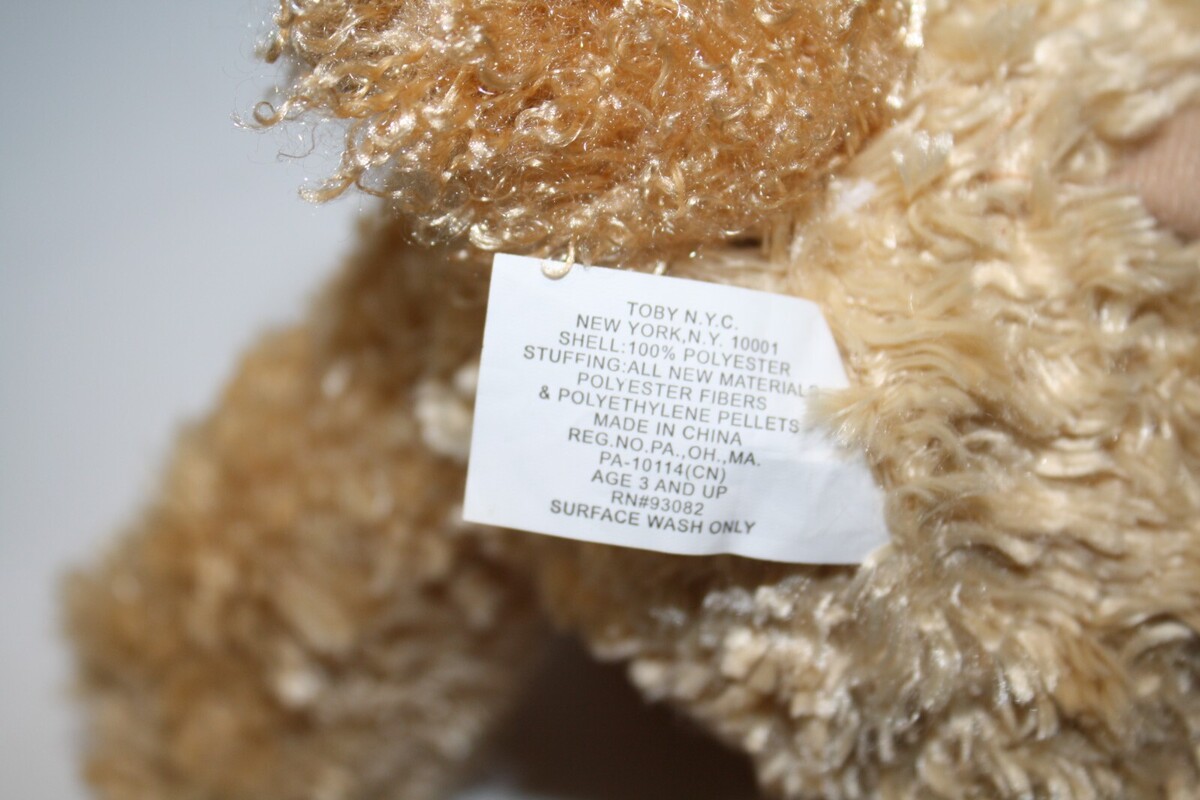 TOBY N.Y.C.
NEW YORK,N.Y. 10001
SHELL:100% POLYESTER
STUFFING:ALL NEW MATERIALS
POLYESTER FIBERS
& POLYETHYLENE PELLETS
MADE IN CHINA
REG.NO.PA.,OH.,MA.
PA-10114(CN)
AGE 3 AND UP
RN#93082
SURFACE WASH ONLY